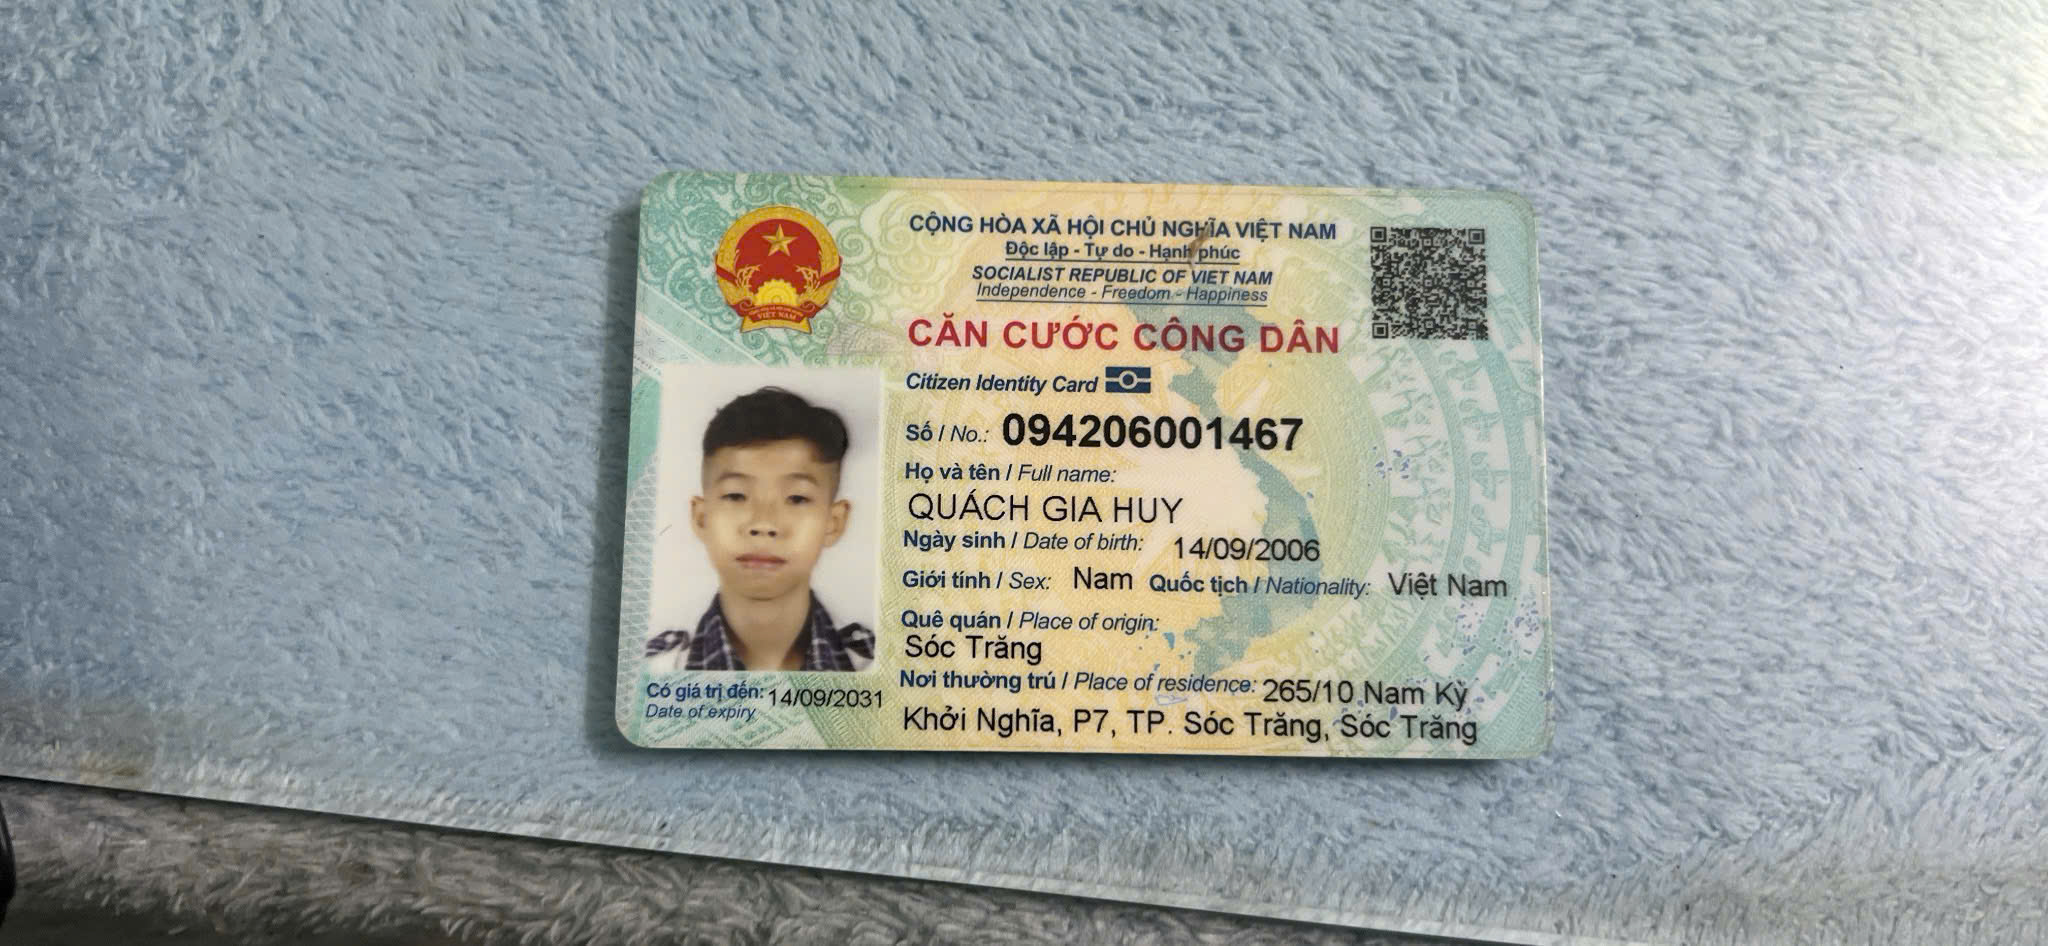 CỘNG HÒA XÃ HỘI CHỦ NGHĨA VIỆT NAM
Độc lập - Tự do - Hạnh phúc
SOCIALIST REPUBLIC OF VIET NAM
Independence - Freedom - Happiness
CĂN CƯỚC CÔNG DÂN
Citizen Identity Card
Số / No.: 094206001467
Họ và tên / Full name:
QUÁCH GIA HUY
Ngày sinh / Date of birth: 14/09/2006
Giới tính / Sex: Nam Quốc tịch / Nationality: Việt Nam
Quê quán / Place of origin:
Sóc Trăng
Nơi thường trú / Place of residence: 265/10 Nam Kỳ
Khởi Nghĩa, P7, TP. Sóc Trăng, Sóc Trăng
Có giá trị đến: 14/09/2031
Date of expiry
VIỆT NAM